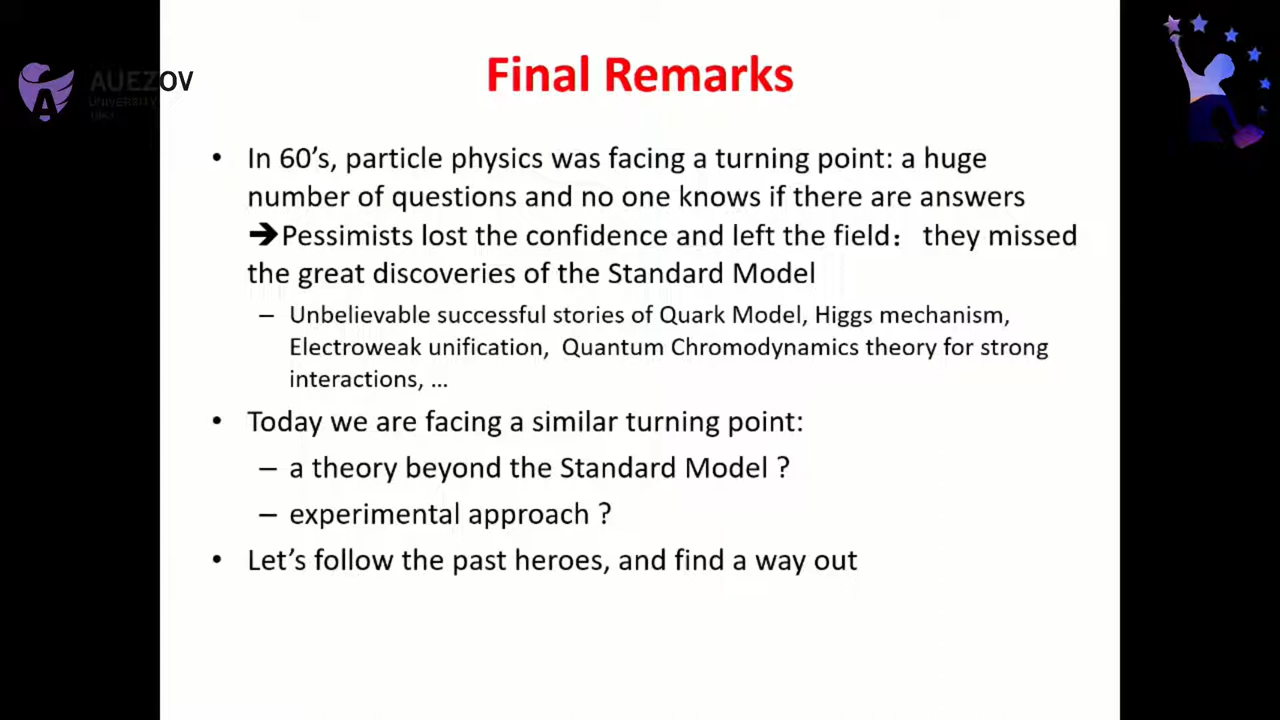 AUEZOV
UNIVERSITY
1943
Final Remarks
• In 60’s, particle physics was facing a turning point: a huge
number of questions and no one knows if there are answers
➔Pessimists lost the confidence and left the field： they missed
the great discoveries of the Standard Model
– Unbelievable successful stories of Quark Model, Higgs mechanism,
Electroweak unification, Quantum Chromodynamics theory for strong
interactions, …
• Today we are facing a similar turning point:
– a theory beyond the Standard Model ?
– experimental approach ?
• Let’s follow the past heroes, and find a way out